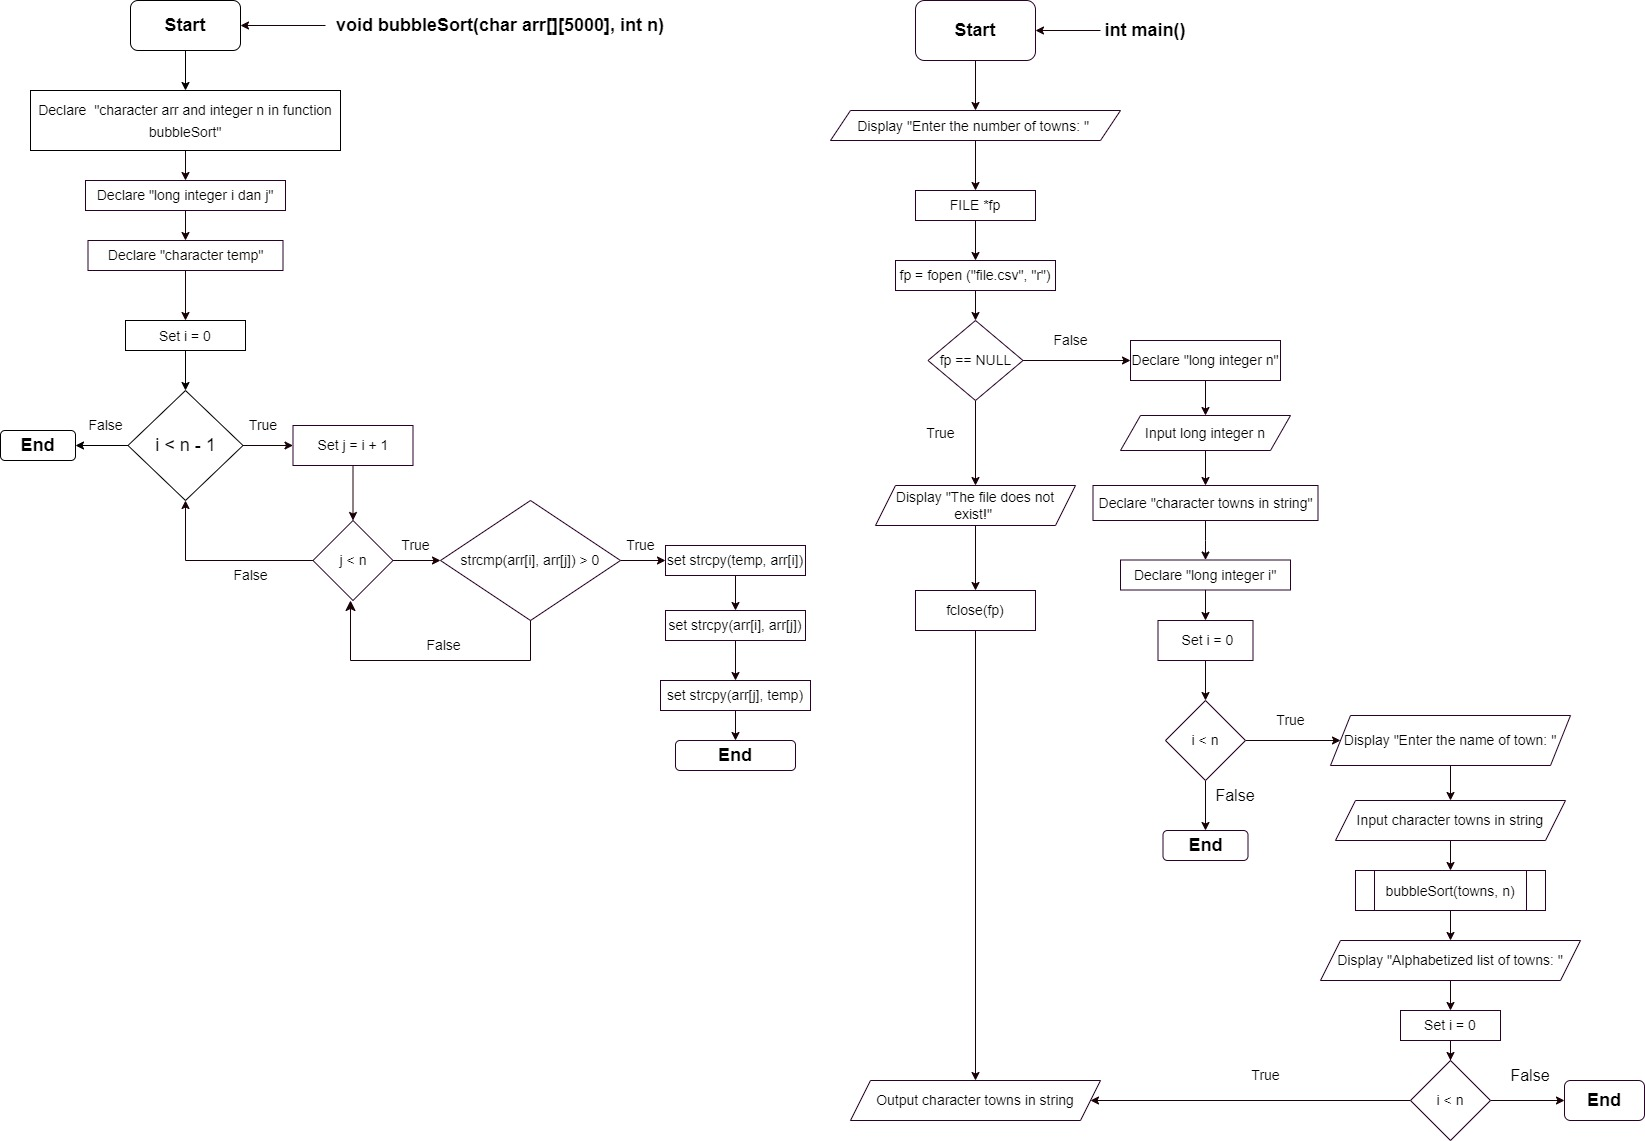 Start
void bubbleSort(char arr[][5000], int n)
Declare "character arr and integer n in function
bubbleSort"
Declare "long integer i dan j"
Declare "character temp"
Set i = 0
i < n - 1
False
End
True
Set j = i + 1
j < n
False
True
strcmp(arr[i], arr[j]) > 0
False
True
set strcpy(temp, arr[i])
set strcpy(arr[i], arr[j])
set strcpy(arr[j], temp)
End
Start
int main()
Display "Enter the number of towns: "
FILE *fp
fp = fopen ("file.csv", "r")
fp == NULL
False
True
Display "The file does not
exist!"
fclose(fp)
Declare "long integer n"
Input long integer n
Declare "character towns in string"
Declare "long integer i"
Set i = 0
i < n
False
End
True
Display "Enter the name of town: "
Input character towns in string
bubbleSort(towns, n)
Display "Alphabetized list of towns: "
Set i = 0
i < n
True
Output character towns in string
False
End